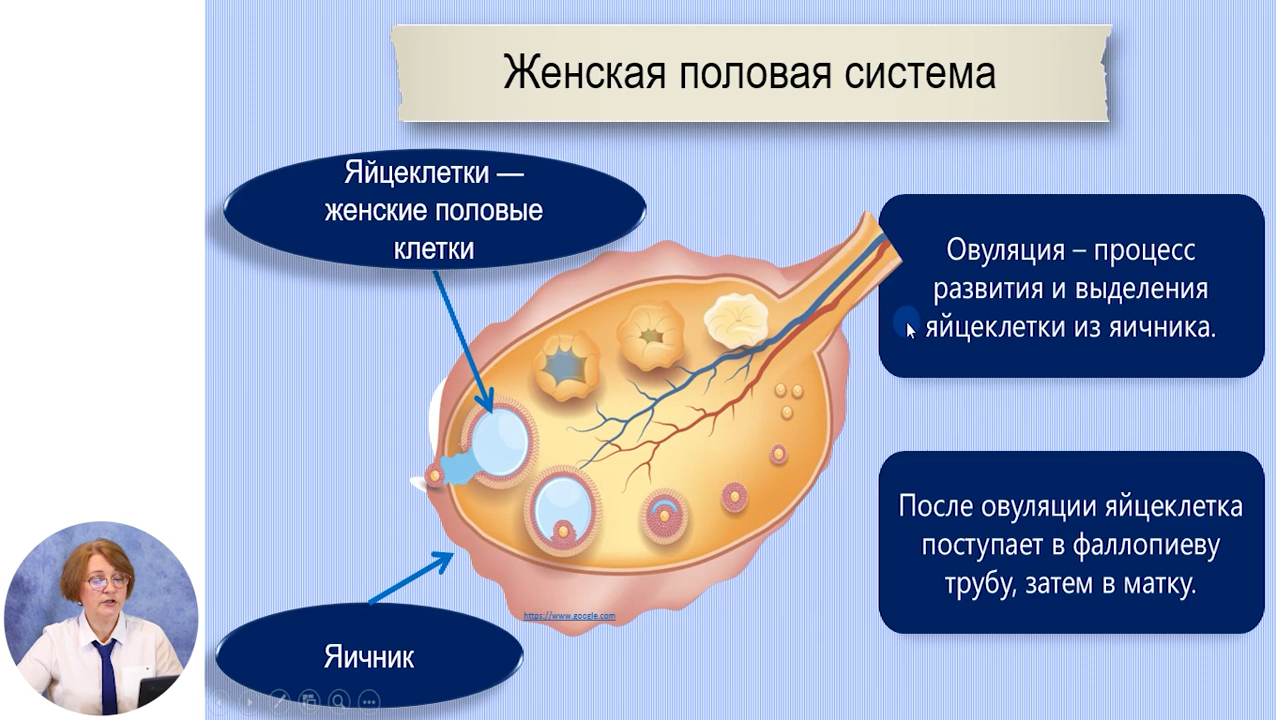 Женская половая система
Яйцеклетки —
женские половые
клетки
Овуляция – процесс
развития и выделения
яйцеклетки из яичника.
После овуляции яйцеклетка
поступает в фаллопиеву
трубу, затем в матку.
https://www.google.com
Яичник